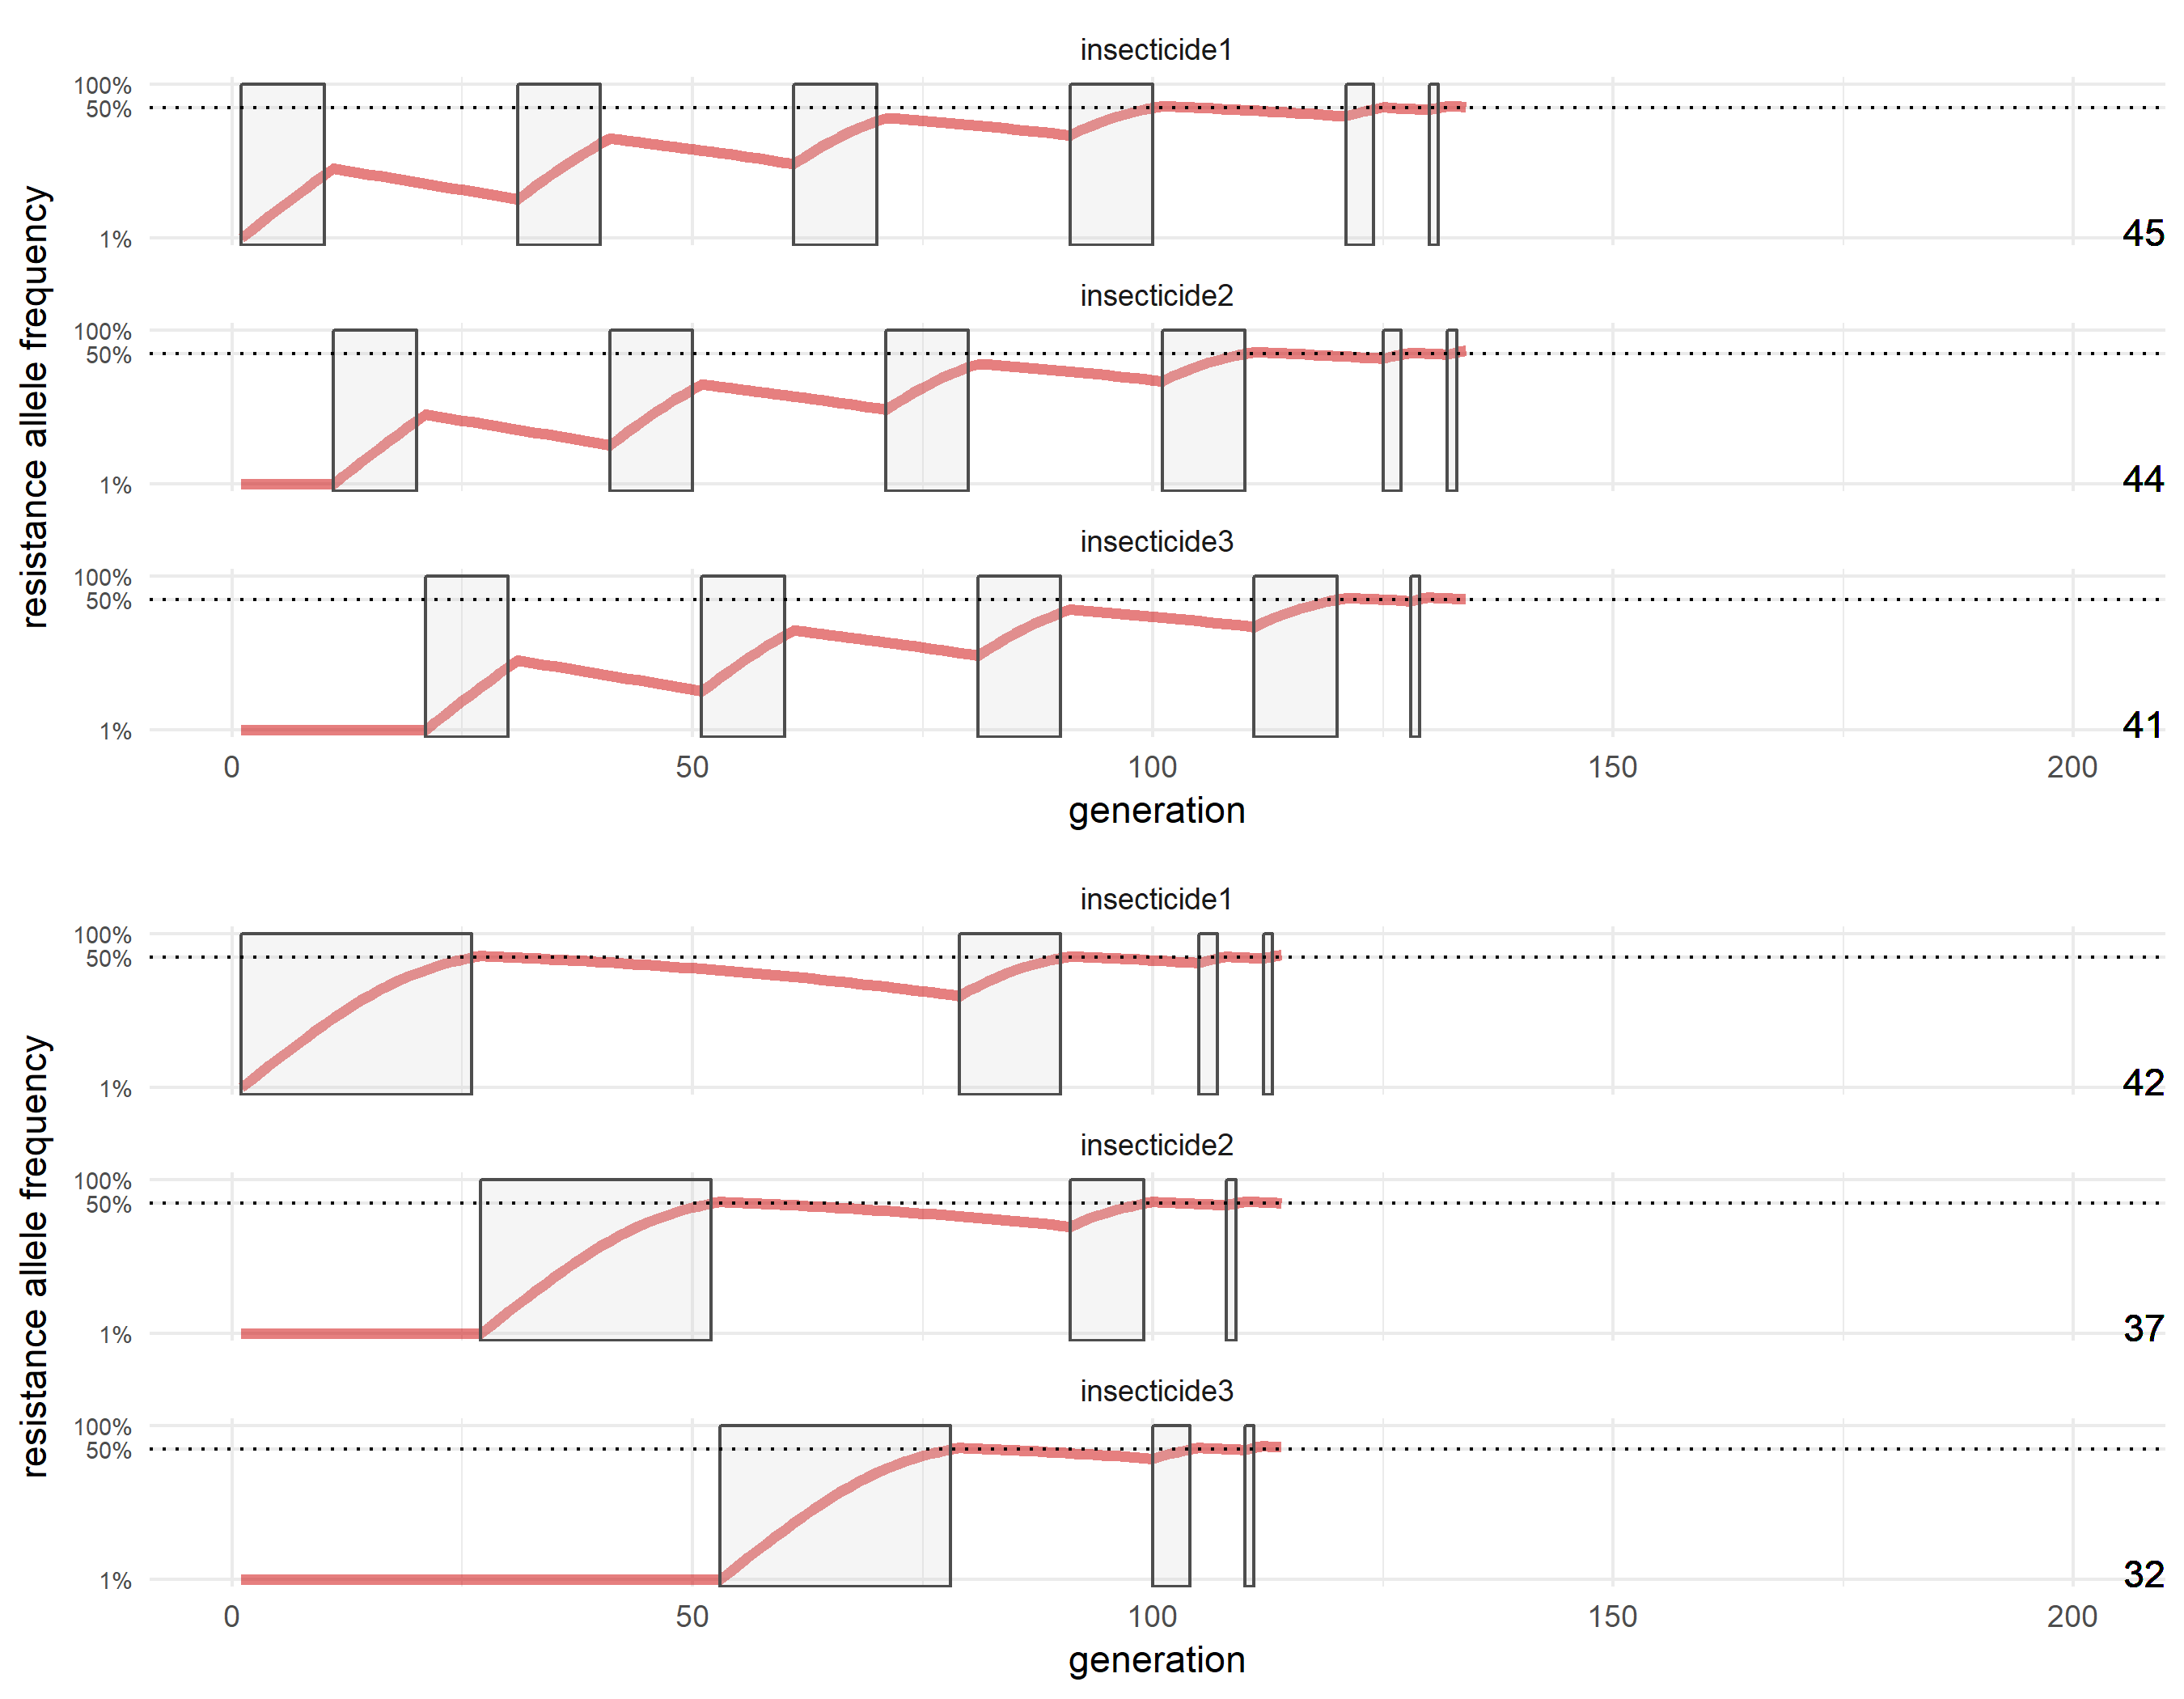 insecticide1
100%
50%
1%
45
insecticide2
100%
50%
1%
44
insecticide3
100%
50%
1%
41
0 50 100 150 200
generation
resistance allele frequency
insecticide1
100%
50%
1%
42
insecticide2
100%
50%
1%
37
insecticide3
100%
50%
1%
32
0 50 100 150 200
generation
resistance allele frequency